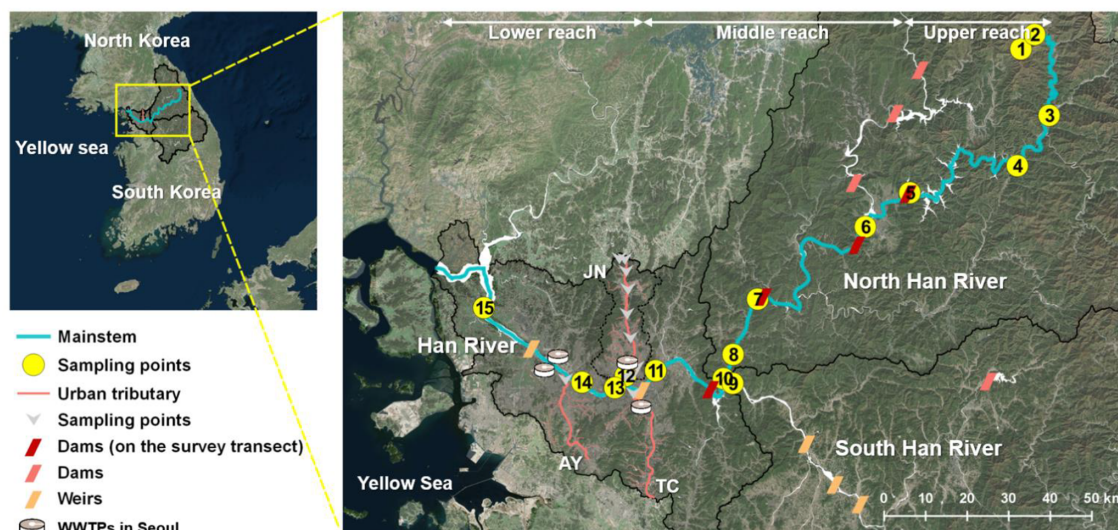 North Korea
Yellow sea
South Korea
Mainstem
Sampling points
Urban tributary
Sampling points
Dams (on the survey transect)
Dams
Weirs
WWTPs in Seoul
Lower reach
Middle reach
Upper reach
2
1
3
4
5
6
JN
North Han River
7
15
Han River
8
11
12
10
9
14
13
South Han River
AY
TC
Yellow Sea
0 10 20 30 40 50 km